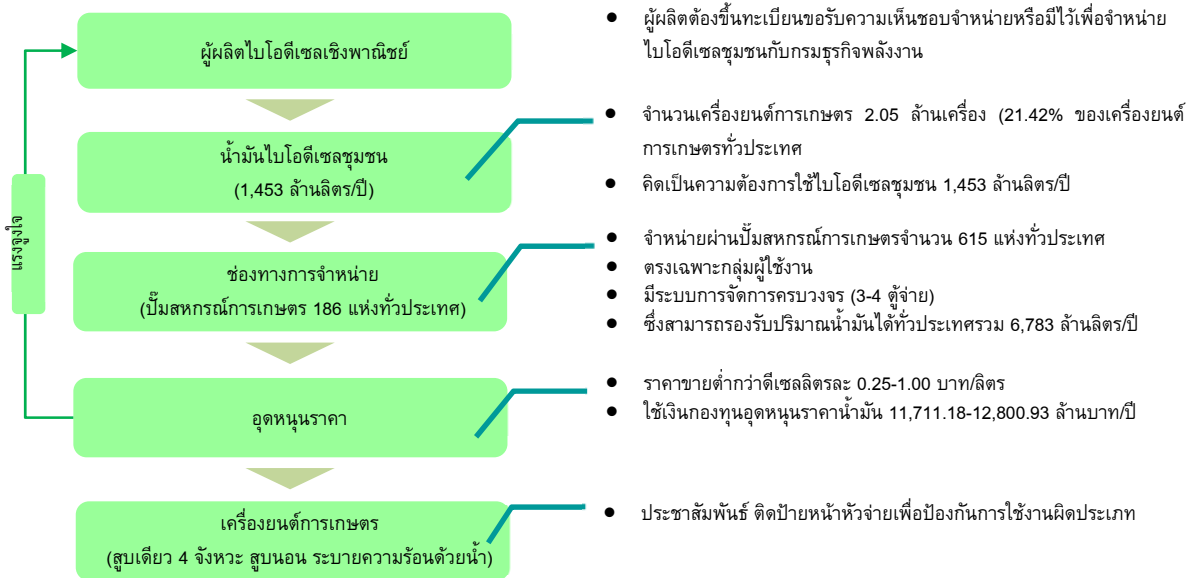 ผู้ผลิตไบโอดีเซลเชิงพาณิชย์
● ผู้ผลิตต้องขึ้นทะเบียนขอรับความเห็นชอบจำหน่ายหรือมีไว้เพื่อจำหน่าย
ไบโอดีเซลชุมชนกับกรมธุรกิจพลังงาน
น้ำมันไบโอดีเซลชุมชน
(1,453 ล้านลิตร/ปี)
● จำนวนเครื่องยนต์การเกษตร 2.05 ล้านเครื่อง (21.42% ของเครื่องยนต์
การเกษตรทั่วประเทศ
● คิดเป็นความต้องการใช้ไบโอดีเซลชุมชน 1,453 ล้านลิตร/ปี
แรงจูงใจ
ช่องทางการจำหน่าย
(ปั๊มสหกรณ์การเกษตร 186 แห่งทั่วประเทศ)
● จำหน่ายผ่านปั๊มสหกรณ์การเกษตรจำนวน 615 แห่งทั่วประเทศ
● ตรงเฉพาะกลุ่มผู้ใช้งาน
● มีระบบการจัดการครบวงจร (3-4 ตู้จ่าย)
● ซึ่งสามารถรองรับปริมาณน้ำมันได้ทั่วประเทศรวม 6,783 ล้านลิตร/ปี
อุดหนุนราคา
● ราคาขายต่ำกว่าดีเซลลิตรละ 0.25-1.00 บาท/ลิตร
● ใช้เงินกองทุนอุดหนุนราคาน้ำมัน 11,711.18-12,800.93 ล้านบาท/ปี
เครื่องยนต์การเกษตร
(สูบเดียว 4 จังหวะ สูบนอน ระบายความร้อนด้วยน้ำ)
● ประชาสัมพันธ์ ติดป้ายหน้าหัวจ่ายเพื่อป้องกันการใช้งานผิดประเภท